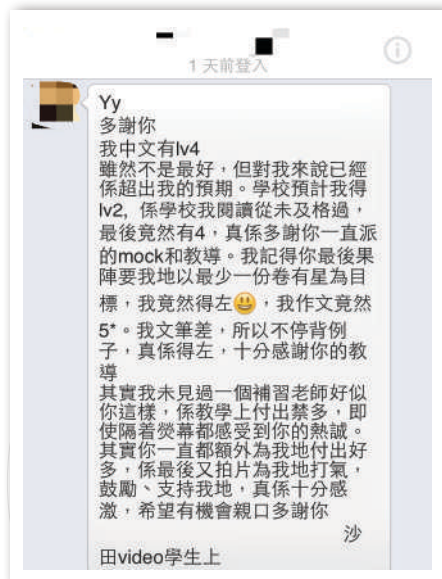 1 天前登入
Yy
多謝你
我中文有lv4
雖然不是最好，但對我來說已經
係超出我的預期。學校預計我得
lv2, 係學校我閱讀從未及格過，
最後竟然有4，真係多謝你一直派
的mock和教導。我記得你最後果
陣要我地以最少一份卷有星為目
標，我竟然得左😃，我作文竟然
5*。我文筆差，所以不停背例
子，真係得左，十分感謝你的教
導
其實我未見過一個補習老師好似
你這樣，係教學上付出禁多，即
使隔着熒幕都感受到你的熱誠。
其實你一直都額外為我地付出好
多，係最後又拍片為我地打氣，
鼓勵、支持我地，真係十分感
激，希望有機會親口多謝你
沙
田video學生上